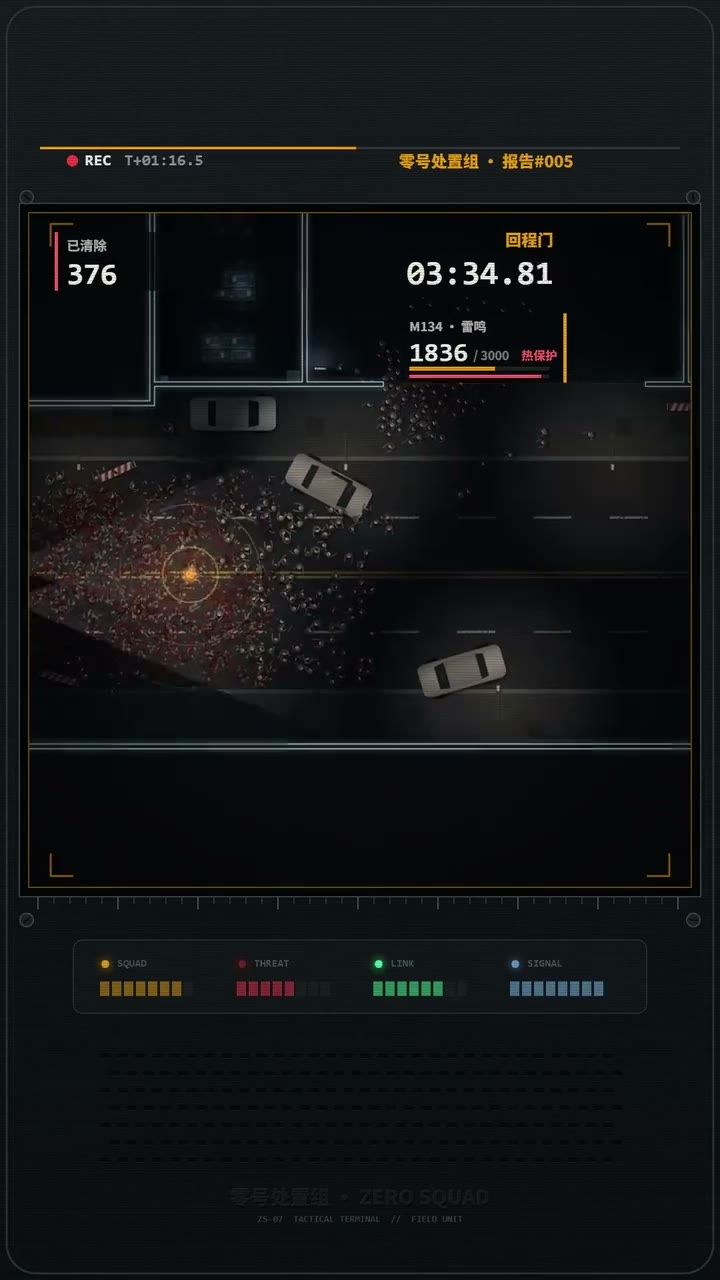 REC T+01:16.5
零号处置组 · 报告#005
已清除
376
回程门
03:34.81
M134 · 雷鸣
1836 / 3000 热保护
SQUAD THREAT LINK SIGNAL
零号处置组 · ZERO SQUAD
ZS-07 TACTICAL TERMINAL // FIELD UNIT